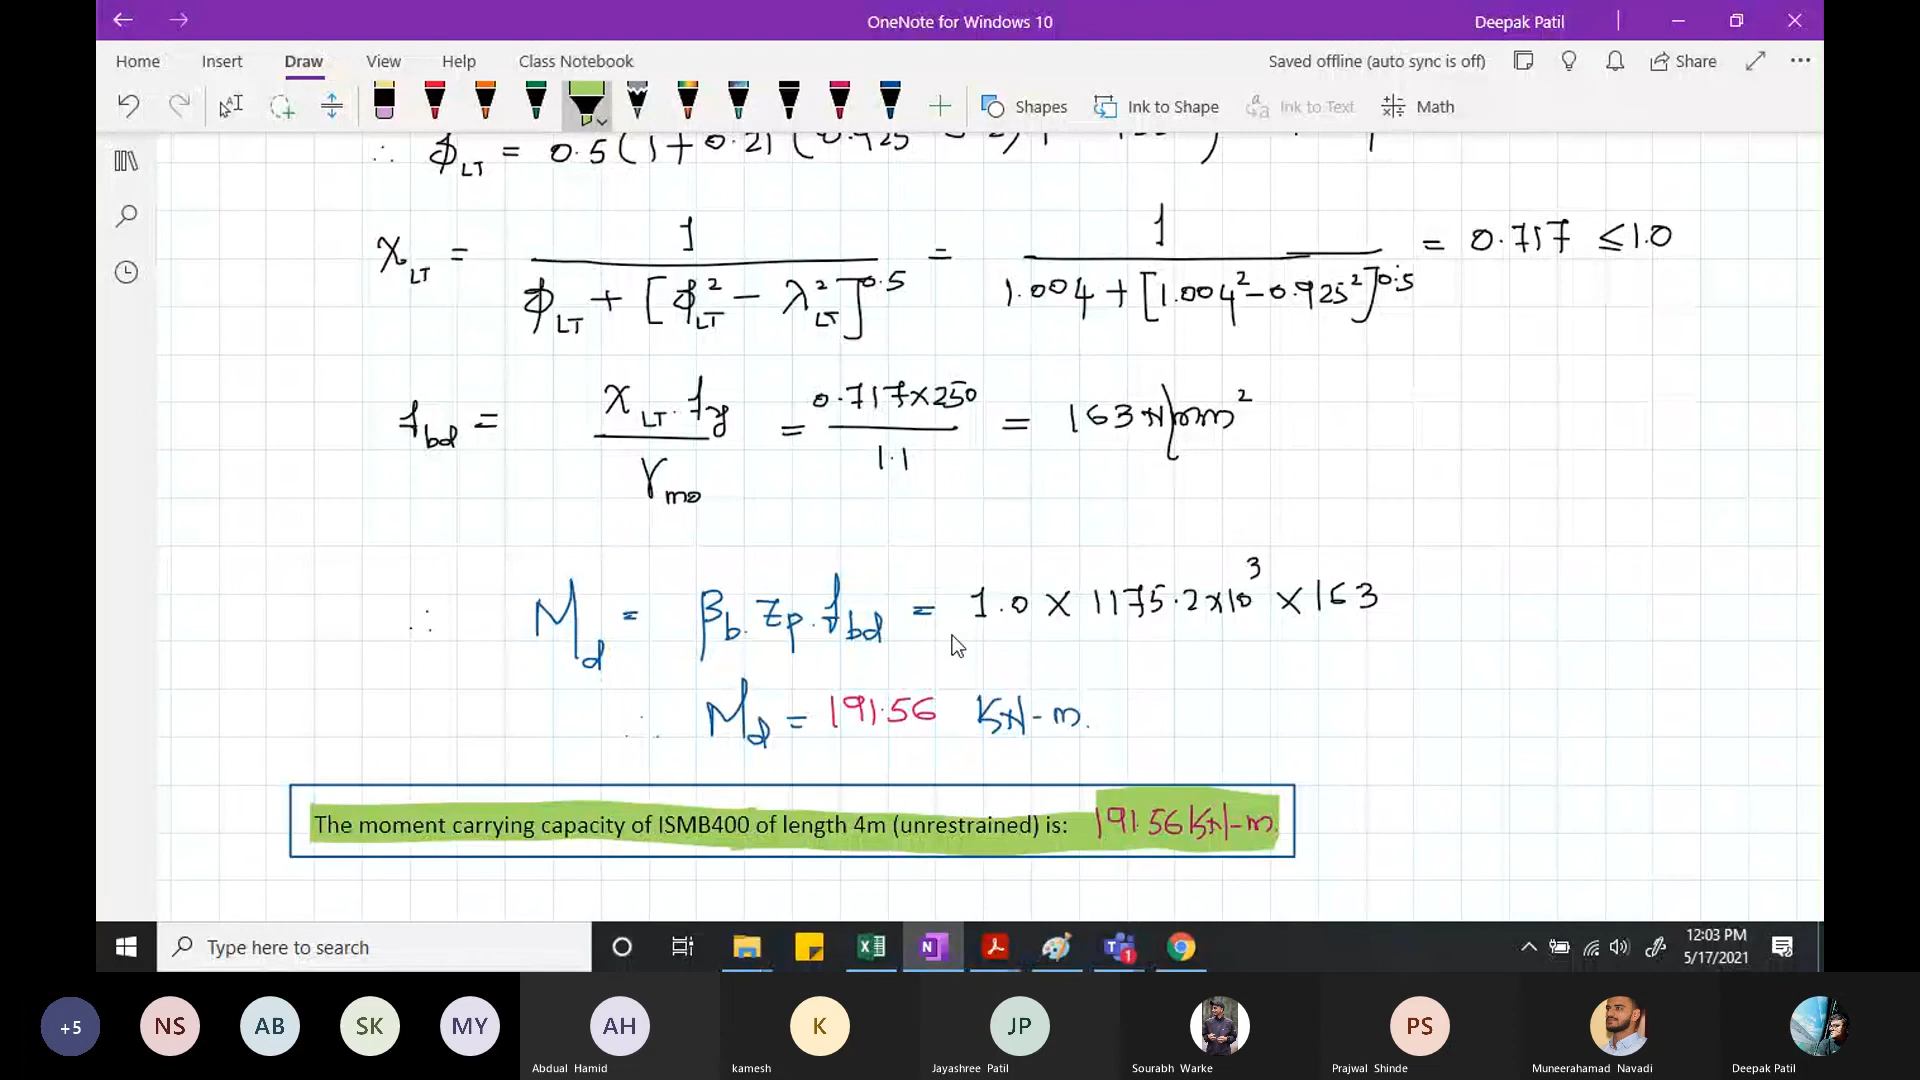 OneNote for Windows 10
Deepak Patil
Home Insert Draw View Help Class Notebook
Saved offline (auto sync is off) Share
Shapes Ink to Shape Ink to Text Math
∴ ϕLT = 0.5(1+0.21(0.925
χLT = 1 / (ϕLT + [ϕ²LT − λ²LT]^0.5) = 1 / (1.004 + [1.004² − 0.925²]^0.5) = 0.717 ≤ 1.0
fbd = χLT. fy / γmo = 0.717×250 / 1.1 = 163 N/mm²
∴ Md = βb. Zp. fbd = 1.0 × 1175.2×10³ × 163
∴ Md = 191.56 KN-m.
The moment carrying capacity of ISMB400 of length 4m (unrestrained) is: 191.56 KN-m.
Type here to search
12:03 PM
5/17/2021
+5 NS AB SK MY AH K JP PS
Abdual Hamid kamesh Jayashree Patil Sourabh Warke Prajwal Shinde Muneerahamad Navadi Deepak Patil